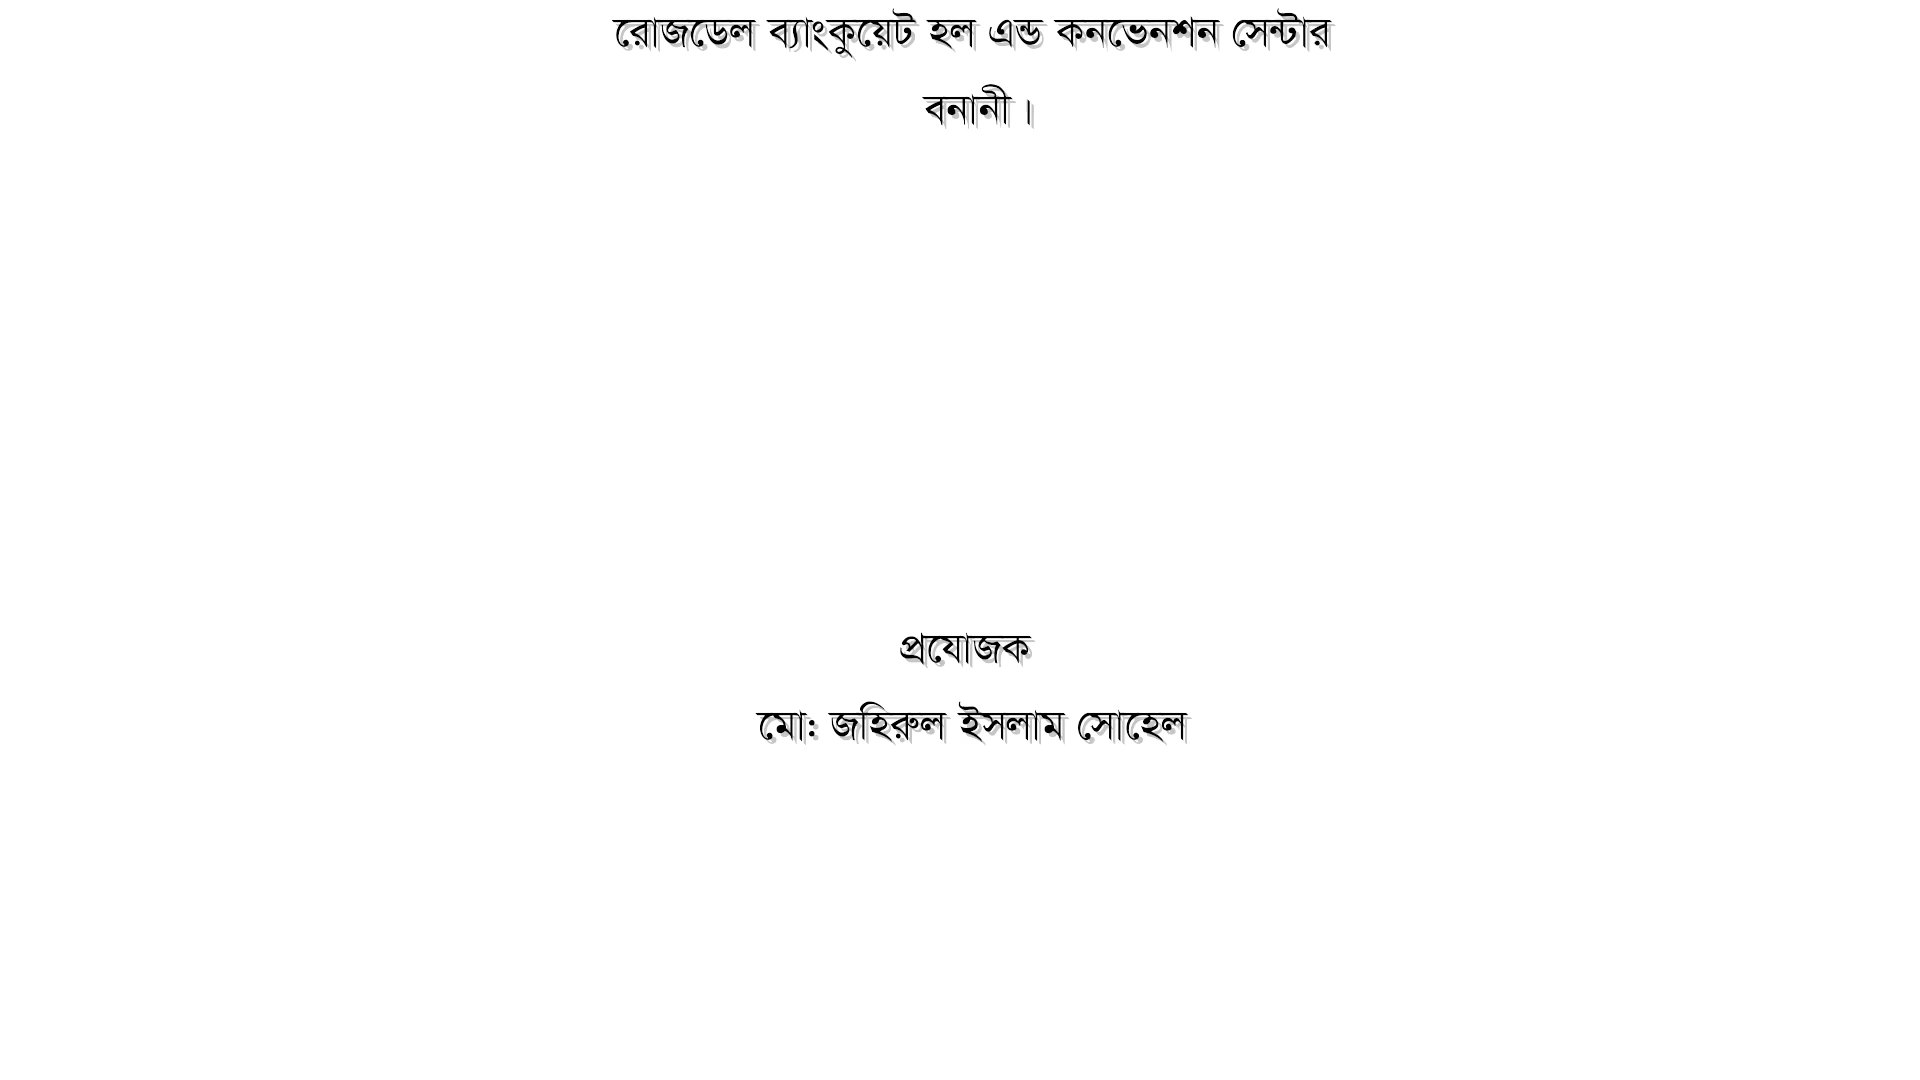 রোজডেল ব্যাংকুয়েট হল এন্ড কনভেনশন সেন্টার
বনানী।
প্রযোজক
মো: জহিরুল ইসলাম সোহেল